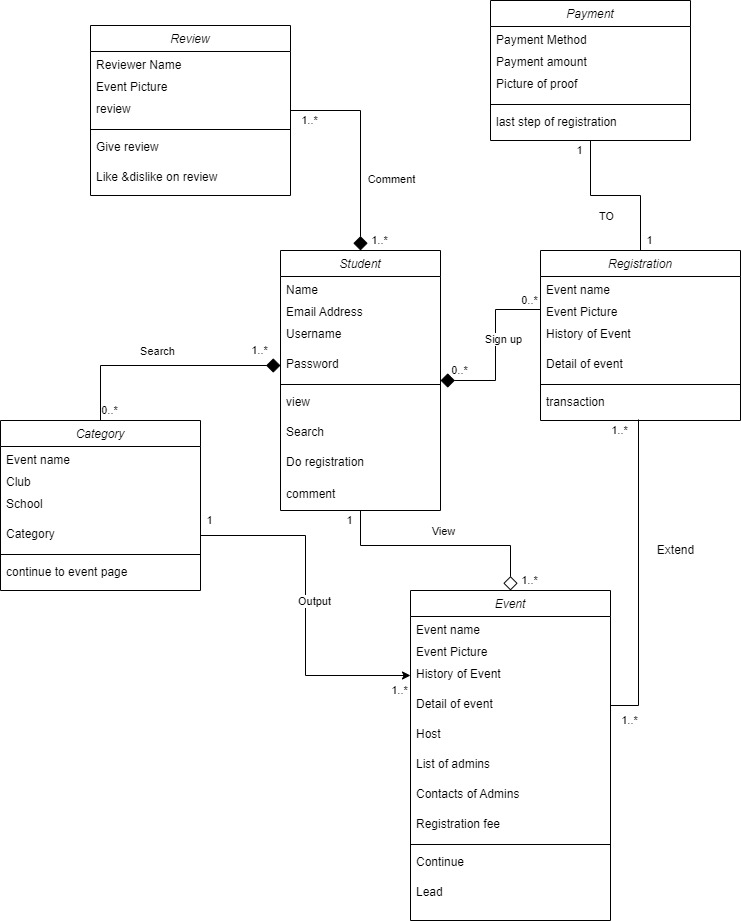 Payment
Payment Method
Payment amount
Picture of proof
last step of registration
1
Review
Reviewer Name
Event Picture
review
Give review
Like &dislike on review
1..*
Comment
1..*
TO
1
Student
Name
Email Address
Username
Password
view
Search
Do registration
comment
Registration
Event name
Event Picture
History of Event
Detail of event
transaction
0..*
Sign up
0..*
Search
1..*
0..*
Category
Event name
Club
School
Category
continue to event page
1
Output
1..*
1
View
1..*
1..*
Extend
1..*
Event
Event name
Event Picture
History of Event
Detail of event
Host
List of admins
Contacts of Admins
Registration fee
Continue
Lead